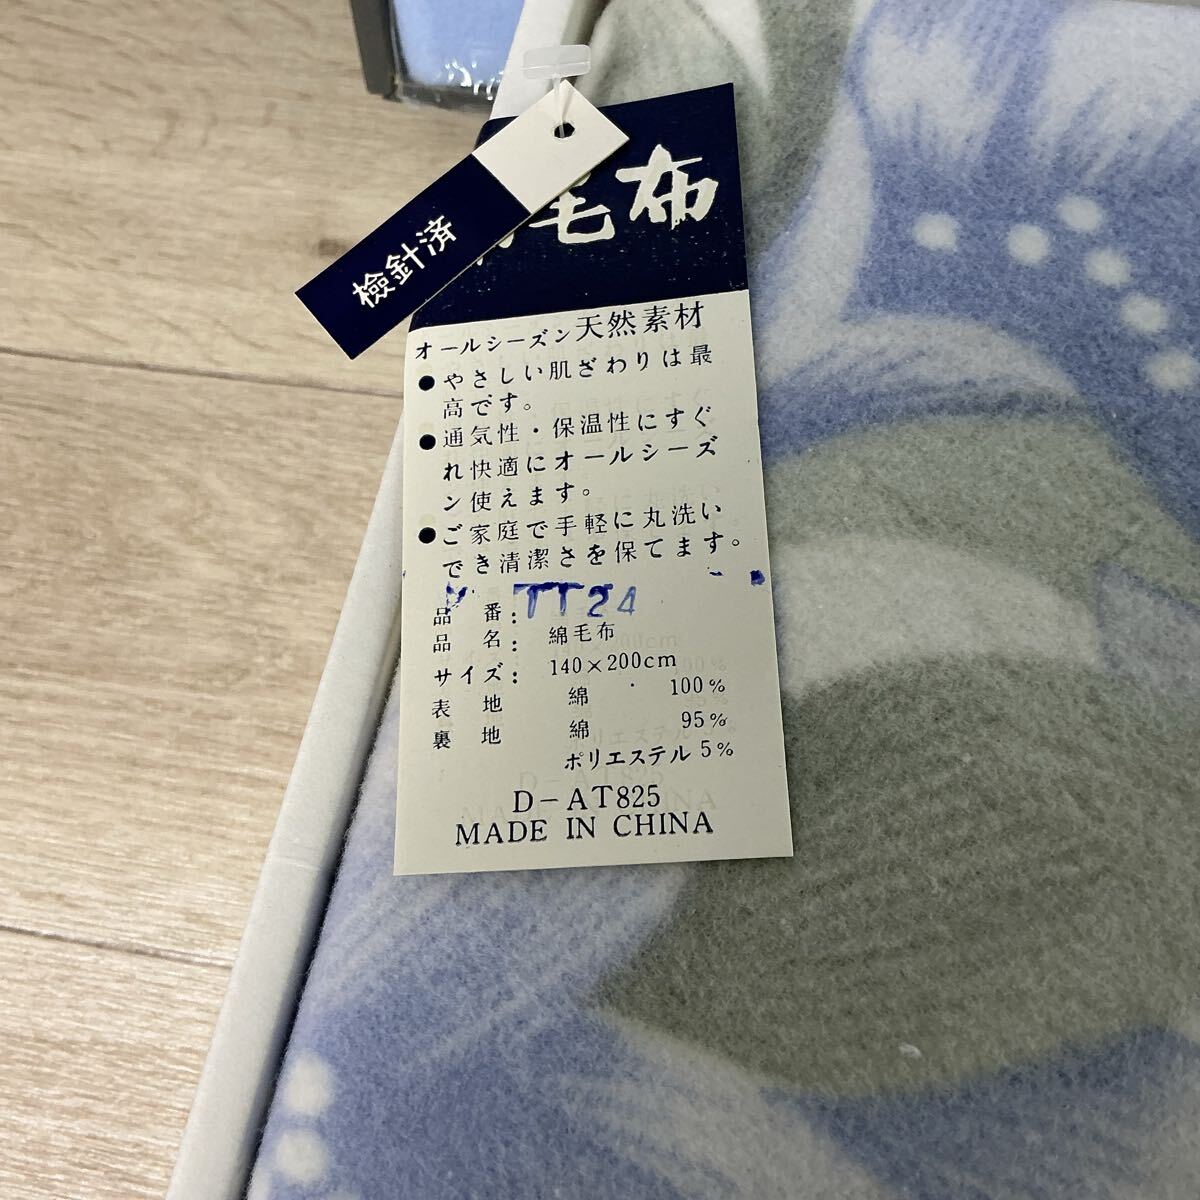 毛布
檢針済
オールシーズン天然素材
●やさしい肌ざわりは最
高です。
●通気性・保温性にすぐ
れ快適にオールシーズ
ン使えます。
●ご家庭で手軽に丸洗い
でき清潔さを保てます。
品番: TT24
品名: 綿毛布
サイズ: 140×200cm
表地 綿 100%
裏地 綿 95%
ポリエステル 5%
D-AT825
MADE IN CHINA